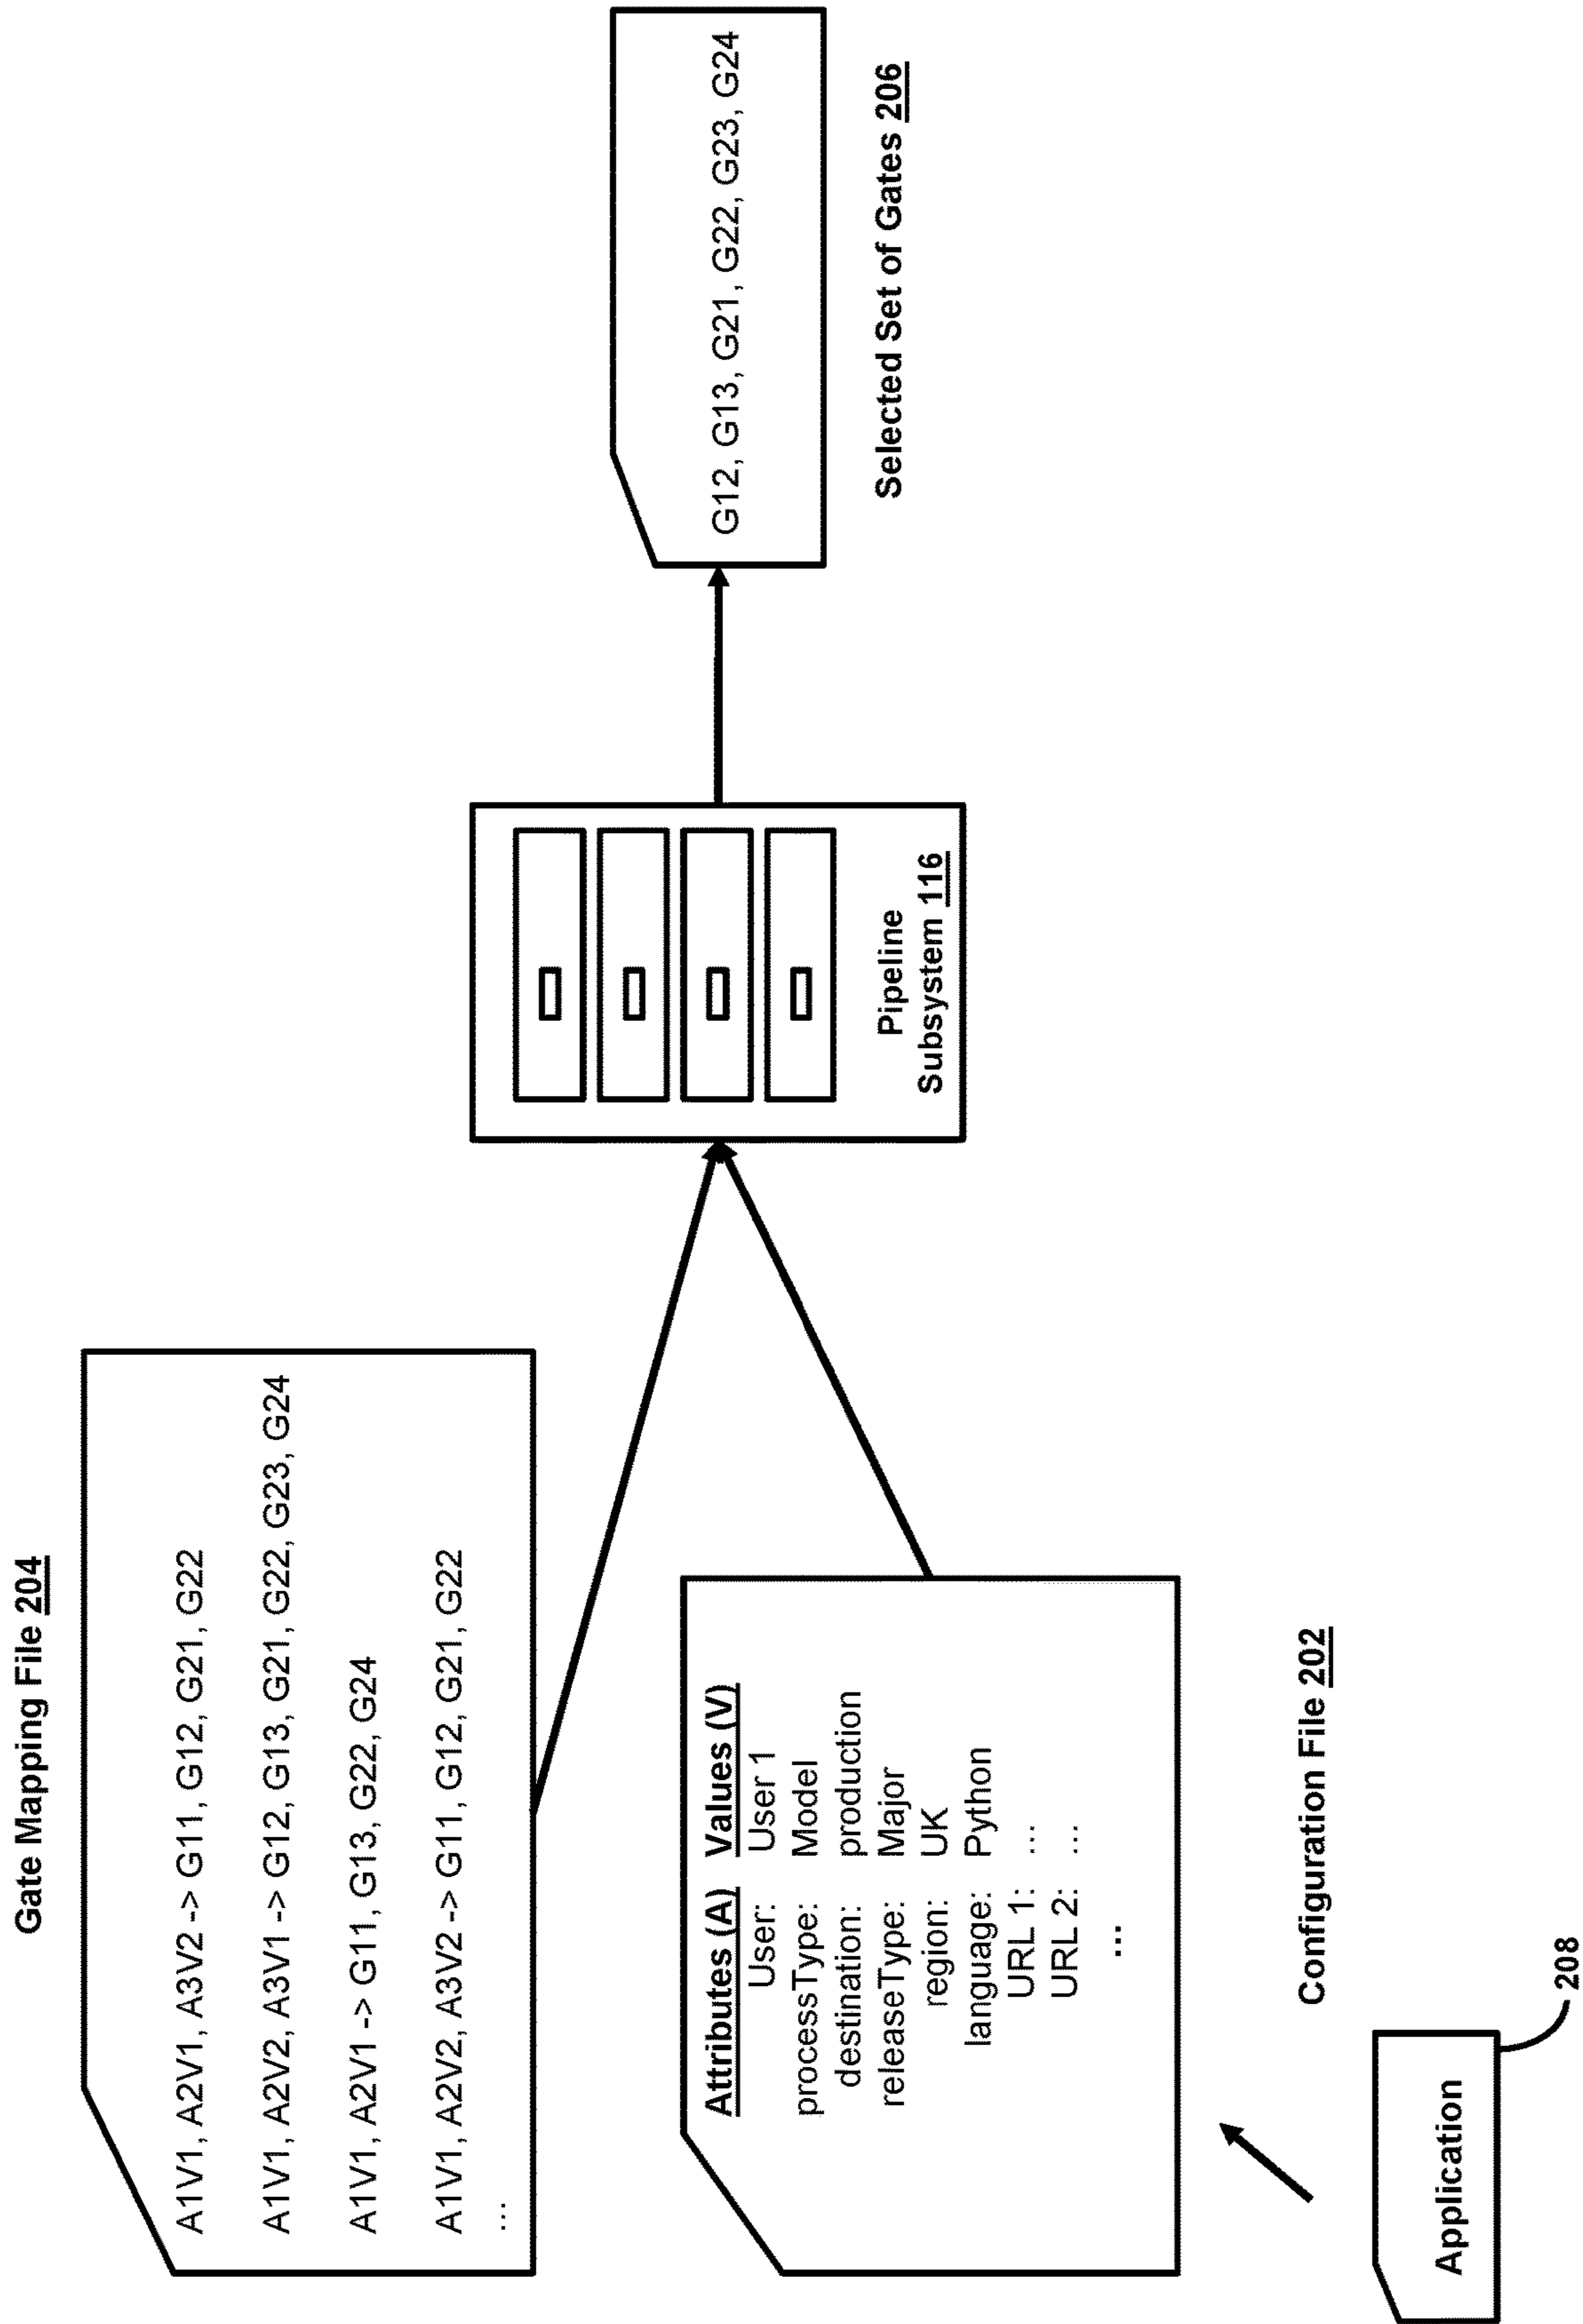 Gate Mapping File 204
A1V1, A2V1, A3V2 -> G11, G12, G21, G22
A1V1, A2V2, A3V1 -> G12, G13, G21, G22, G23, G24
A1V1, A2V1 -> G11, G13, G22, G24
A1V1, A2V2, A3V2 -> G11, G12, G21, G22
...
Attributes (A) Values (V)
User: User 1
processType: Model
destination: production
releaseType: Major
region: UK
language: Python
URL 1: ...
URL 2: ...
...
Configuration File 202
Application
208
Pipeline
Subsystem 116
G12, G13, G21, G22, G23, G24
Selected Set of Gates 206